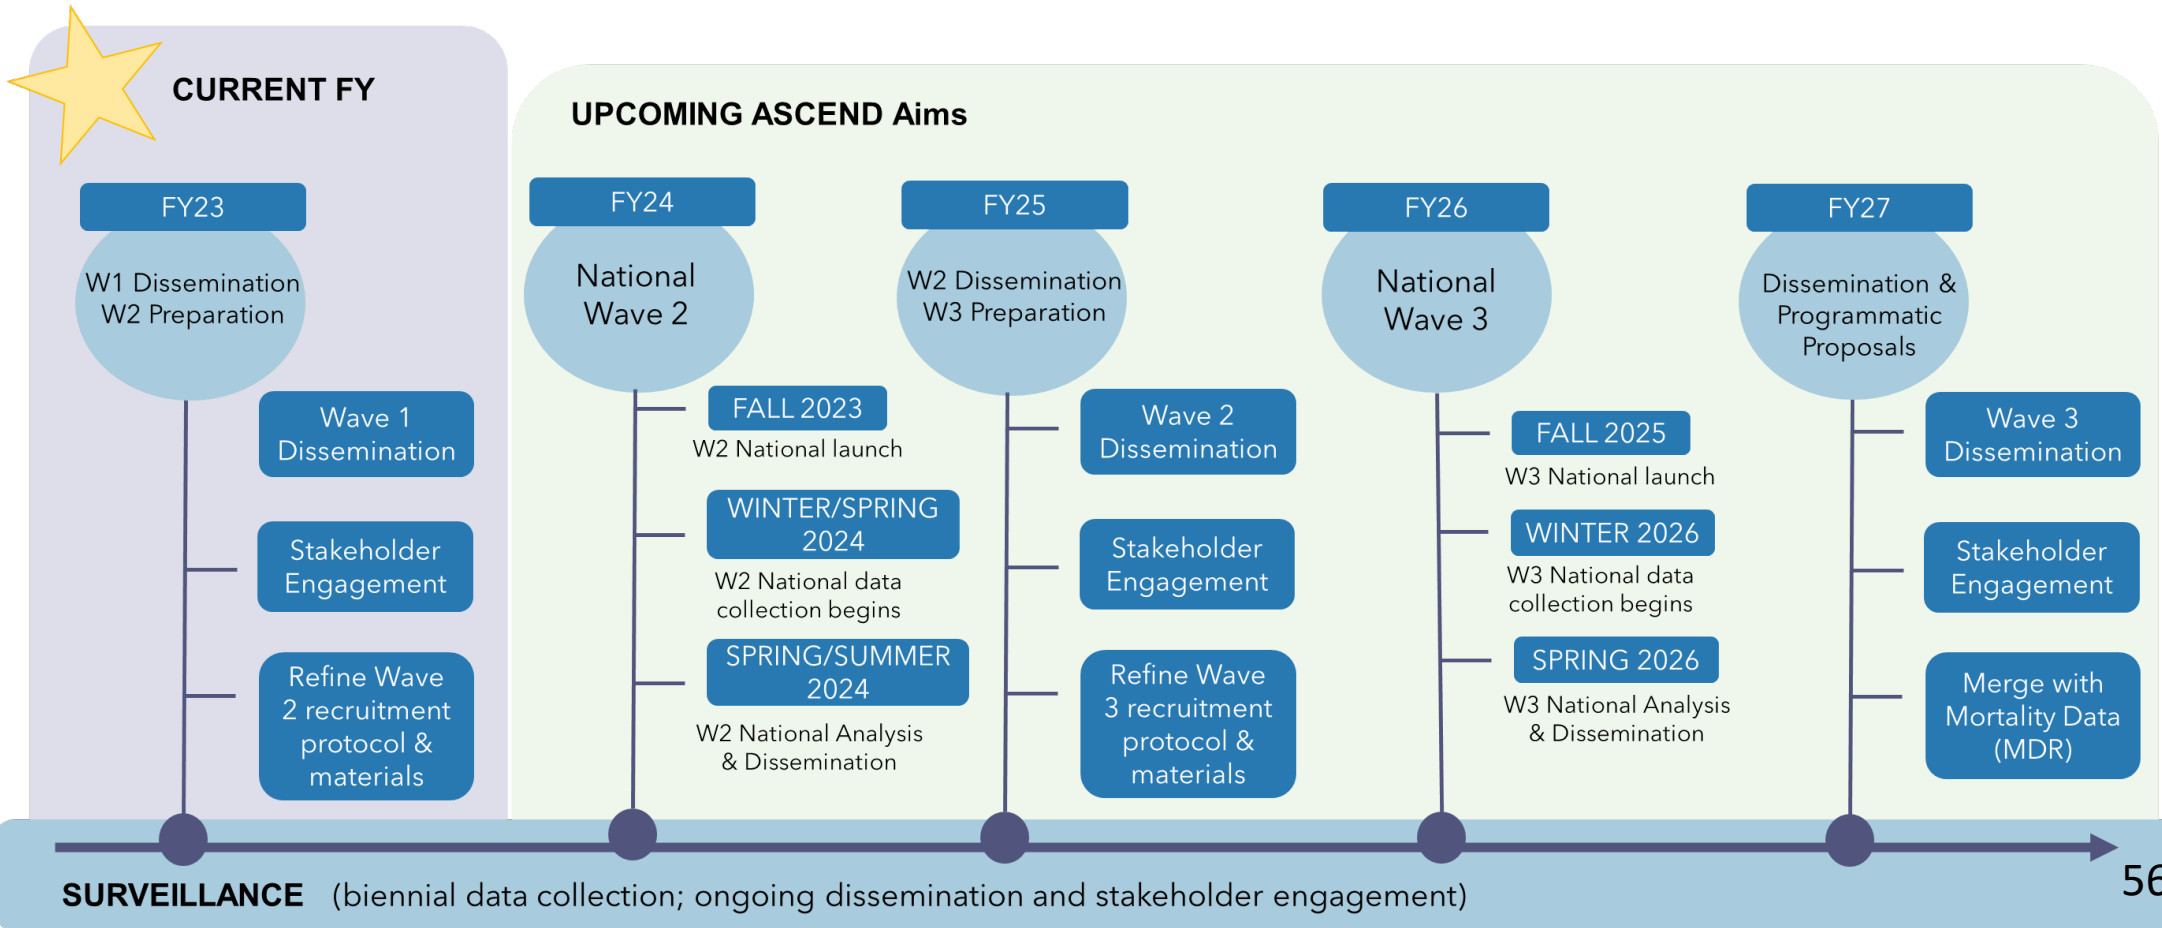 CURRENT FY
UPCOMING ASCEND Aims
FY23
W1 Dissemination
W2 Preparation
Wave 1
Dissemination
Stakeholder
Engagement
Refine Wave
2 recruitment
protocol &
materials
FY24
National
Wave 2
FALL 2023
W2 National launch
WINTER/SPRING
2024
W2 National data
collection begins
SPRING/SUMMER
2024
W2 National Analysis
& Dissemination
FY25
W2 Dissemination
W3 Preparation
Wave 2
Dissemination
Stakeholder
Engagement
Refine Wave
3 recruitment
protocol &
materials
FY26
National
Wave 3
FALL 2025
W3 National launch
WINTER 2026
W3 National data
collection begins
SPRING 2026
W3 National Analysis
& Dissemination
FY27
Dissemination &
Programmatic
Proposals
Wave 3
Dissemination
Stakeholder
Engagement
Merge with
Mortality Data
(MDR)
SURVEILLANCE (biennial data collection; ongoing dissemination and stakeholder engagement)
56